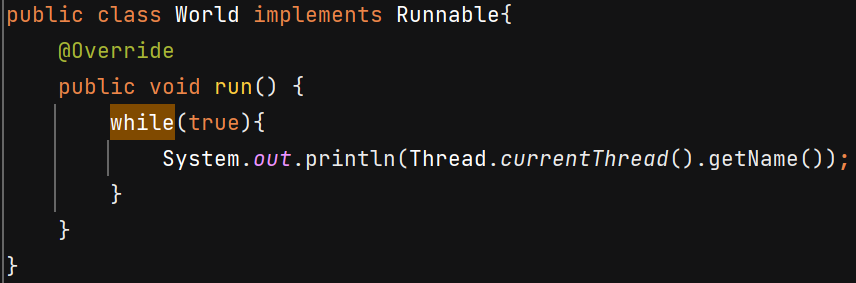 public class World implements Runnable{
@Override
public void run() {
while(true){
System.out.println(Thread.currentThread().getName());
}
}
}